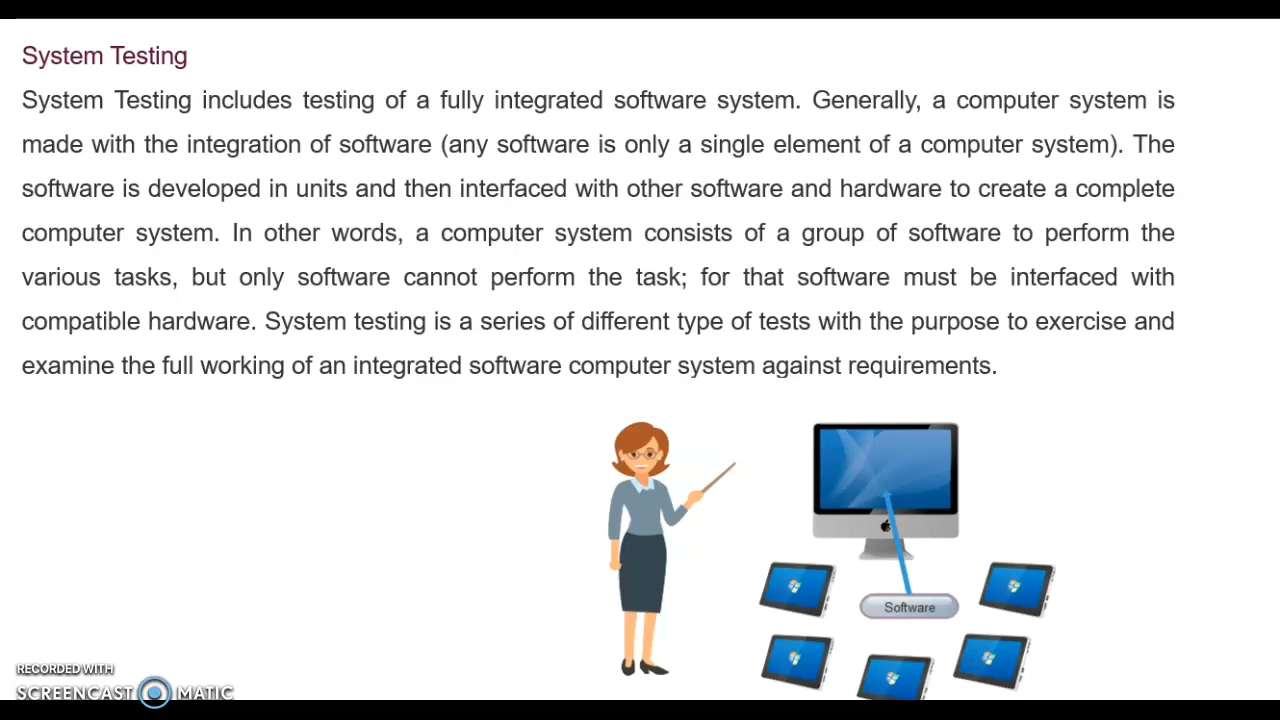 System Testing
System Testing includes testing of a fully integrated software system. Generally, a computer system is
made with the integration of software (any software is only a single element of a computer system). The
software is developed in units and then interfaced with other software and hardware to create a complete
computer system. In other words, a computer system consists of a group of software to perform the
various tasks, but only software cannot perform the task; for that software must be interfaced with
compatible hardware. System testing is a series of different type of tests with the purpose to exercise and
examine the full working of an integrated software computer system against requirements.
Software
RECORDED WITH
SCREENCAST MATIC